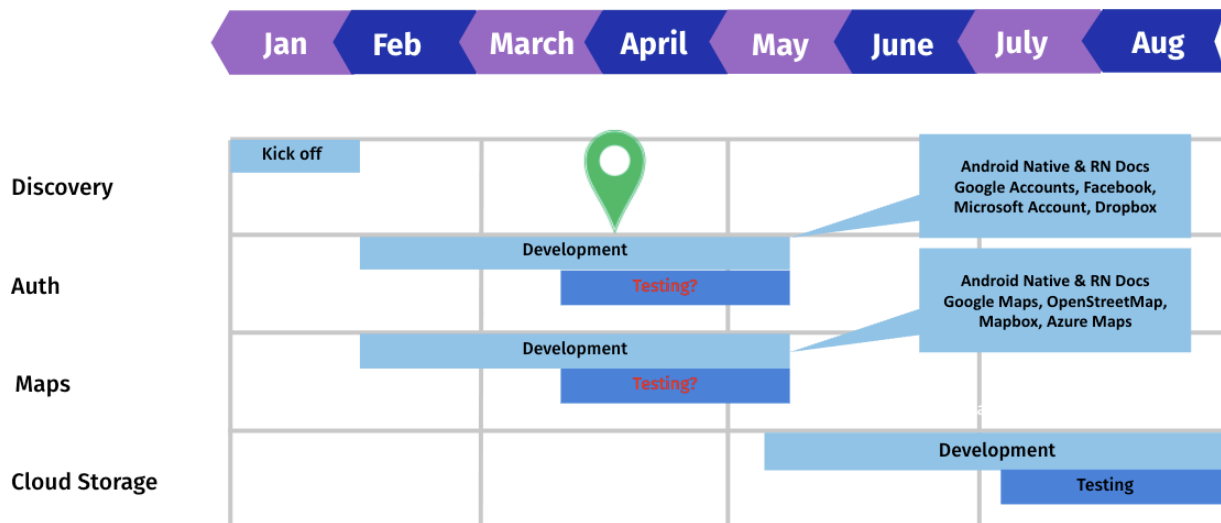 Jan Feb March April May June July Aug
Kick off
Discovery
Android Native & RN Docs
Google Accounts, Facebook,
Microsoft Account, Dropbox
Development
Auth
Testing?
Android Native & RN Docs
Google Maps, OpenStreetMap,
Mapbox, Azure Maps
Development
Maps
Testing?
Development
Cloud Storage
Testing